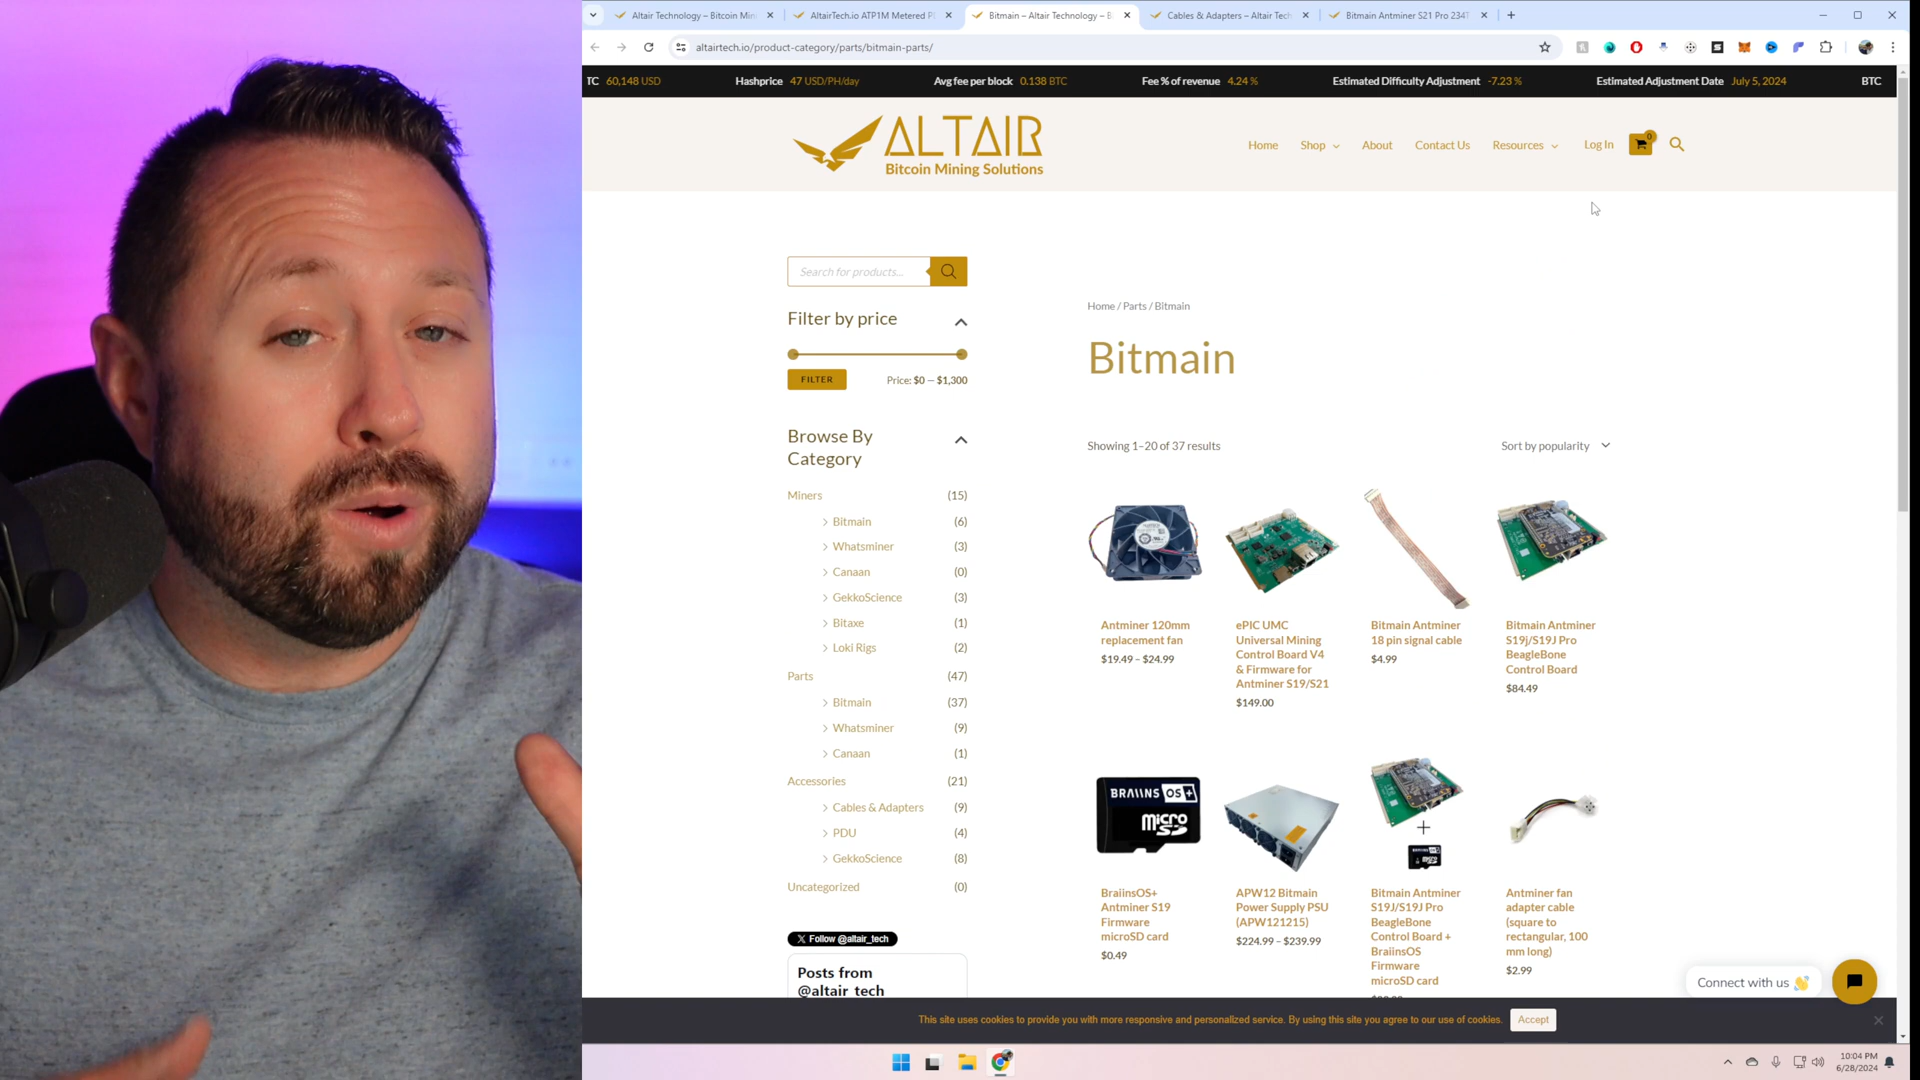 Altair Technology – Bitcoin Min
AltairTech.io ATP1M Metered P
Bitmain – Altair Technology – B
Cables & Adapters – Altair Tech
Bitmain Antminer S21 Pro 234T
altairtech.io/product-category/parts/bitmain-parts/
TC 60,148 USD Hashprice 47 USD/PH/day Avg fee per block 0.138 BTC Fee % of revenue 4.24 % Estimated Difficulty Adjustment -7.23 % Estimated Adjustment Date July 5, 2024 BTC
ALTAIR
Bitcoin Mining Solutions
Home Shop About Contact Us Resources Log In 0
Search for products...
Filter by price
FILTER Price: $0 — $1,300
Browse By
Category
Miners (15)
Bitmain (6)
Whatsminer (3)
Canaan (0)
GekkoScience (3)
Bitaxe (1)
Loki Rigs (2)
Parts (47)
Bitmain (37)
Whatsminer (9)
Canaan (1)
Accessories (21)
Cables & Adapters (9)
PDU (4)
GekkoScience (8)
Uncategorized (0)
X Follow @altair_tech
Posts from
@altair_tech
Home / Parts / Bitmain
Bitmain
Showing 1–20 of 37 results
Sort by popularity
Antminer 120mm
replacement fan
$19.49 – $24.99
ePIC UMC
Universal Mining
Control Board V4
& Firmware for
Antminer S19/S21
$149.00
Bitmain Antminer
18 pin signal cable
$4.99
Bitmain Antminer
S19j/S19J Pro
BeagleBone
Control Board
$84.49
BRAIINS OS+
micro
SD
BraiinsOS+
Antminer S19
Firmware
microSD card
$0.49
APW12 Bitmain
Power Supply PSU
(APW121215)
$224.99 – $239.99
Bitmain Antminer
S19J/S19J Pro
BeagleBone
Control Board +
BraiinsOS
Firmware
microSD card
Antminer fan
adapter cable
(square to
rectangular, 100
mm long)
$2.99
Connect with us 👋
This site uses cookies to provide you with more responsive and personalized service. By using this site you agree to our use of cookies. Accept
10:04 PM
6/28/2024